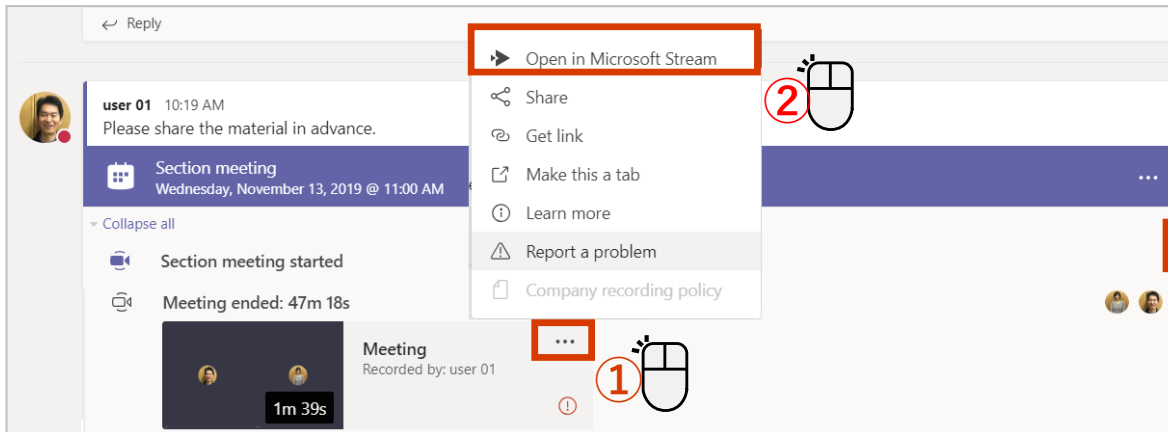 Reply
Open in Microsoft Stream
Share
Get link
Make this a tab
Learn more
Report a problem
Company recording policy
②
user 01 10:19 AM
Please share the material in advance.
Section meeting
Wednesday, November 13, 2019 @ 11:00 AM
Collapse all
Section meeting started
Meeting ended: 47m 18s
1m 39s
Meeting
Recorded by: user 01
①